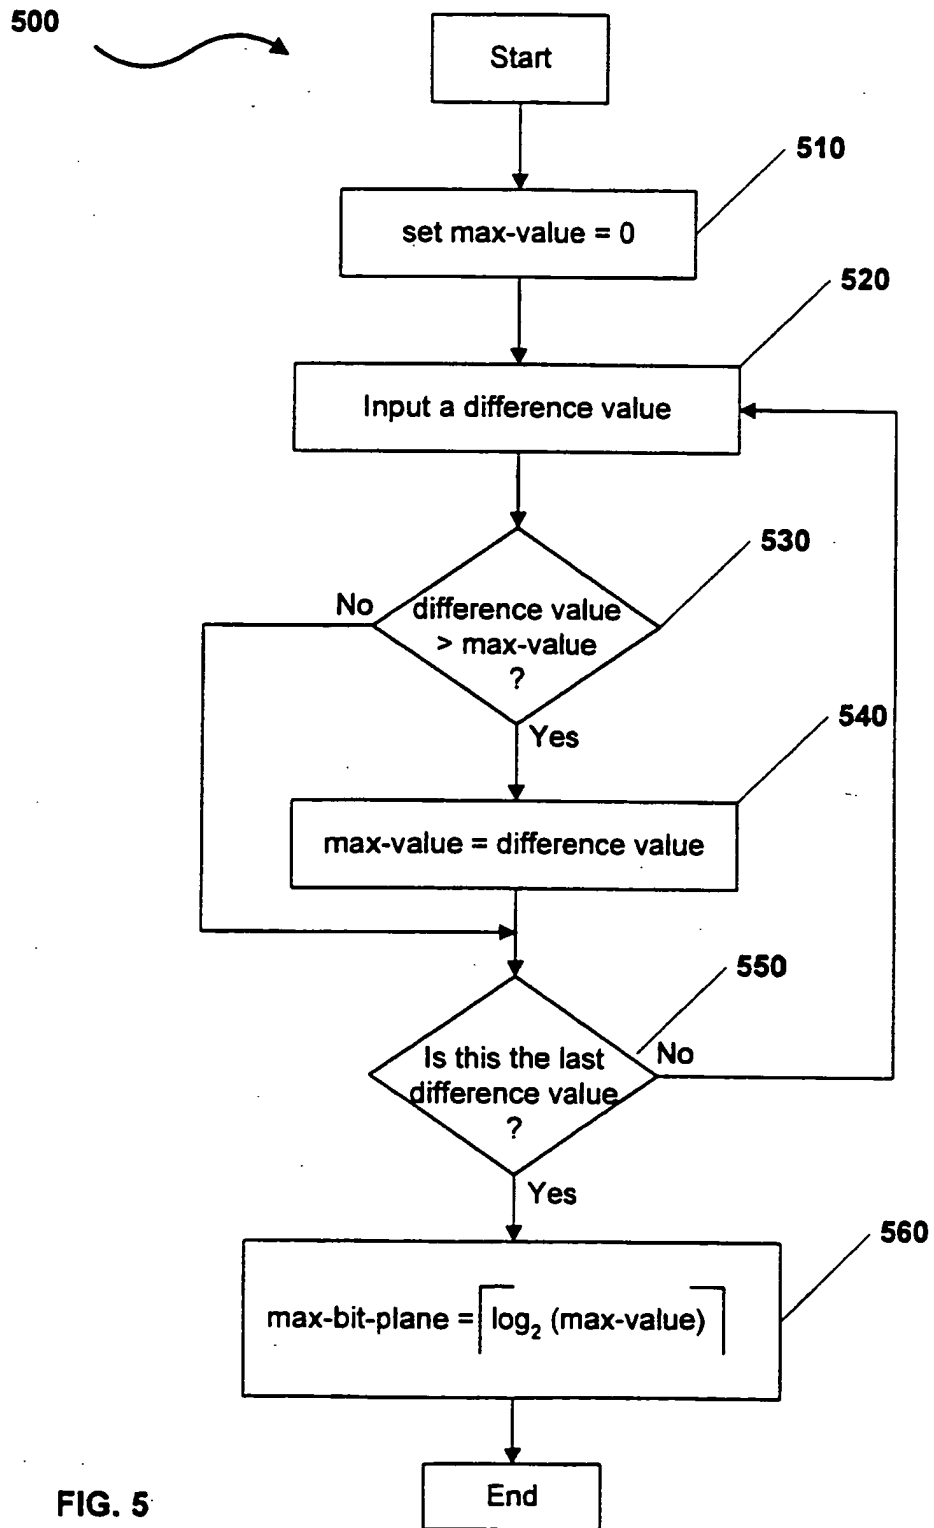 500
Start
510
set max-value = 0
520
Input a difference value
530
No
difference value
> max-value
?
Yes
540
max-value = difference value
550
Is this the last
difference value
?
No
Yes
560
max-bit-plane = ⌈log₂ (max-value)⌉
End
FIG. 5